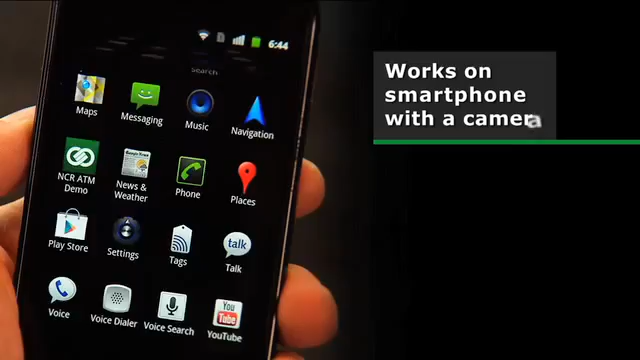 6:44
Search
Maps
Messaging
Music
Navigation
NCR ATM
Demo
News &
Weather
Phone
Places
Play Store
Settings
Tags
talk
Talk
Voice
Voice Dialer
Voice Search
You
Tube
YouTube
Works on
smartphone
with a camera